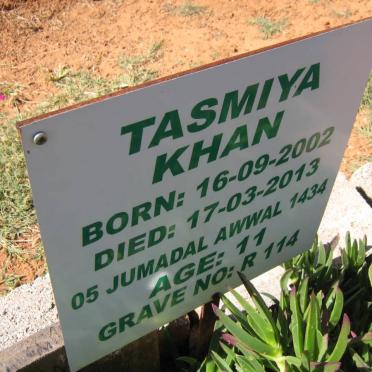 TASMIYA
KHAN
BORN: 16-09-2002
DIED: 17-03-2013
05 JUMADAL AWWAL 1434
AGE: 11
GRAVE NO: R 114